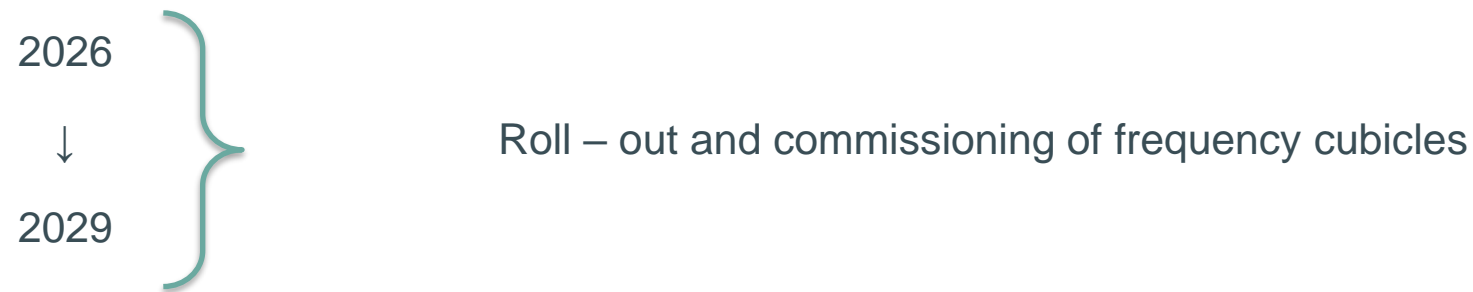 2026
↓
2029
Roll – out and commissioning of frequency cubicles